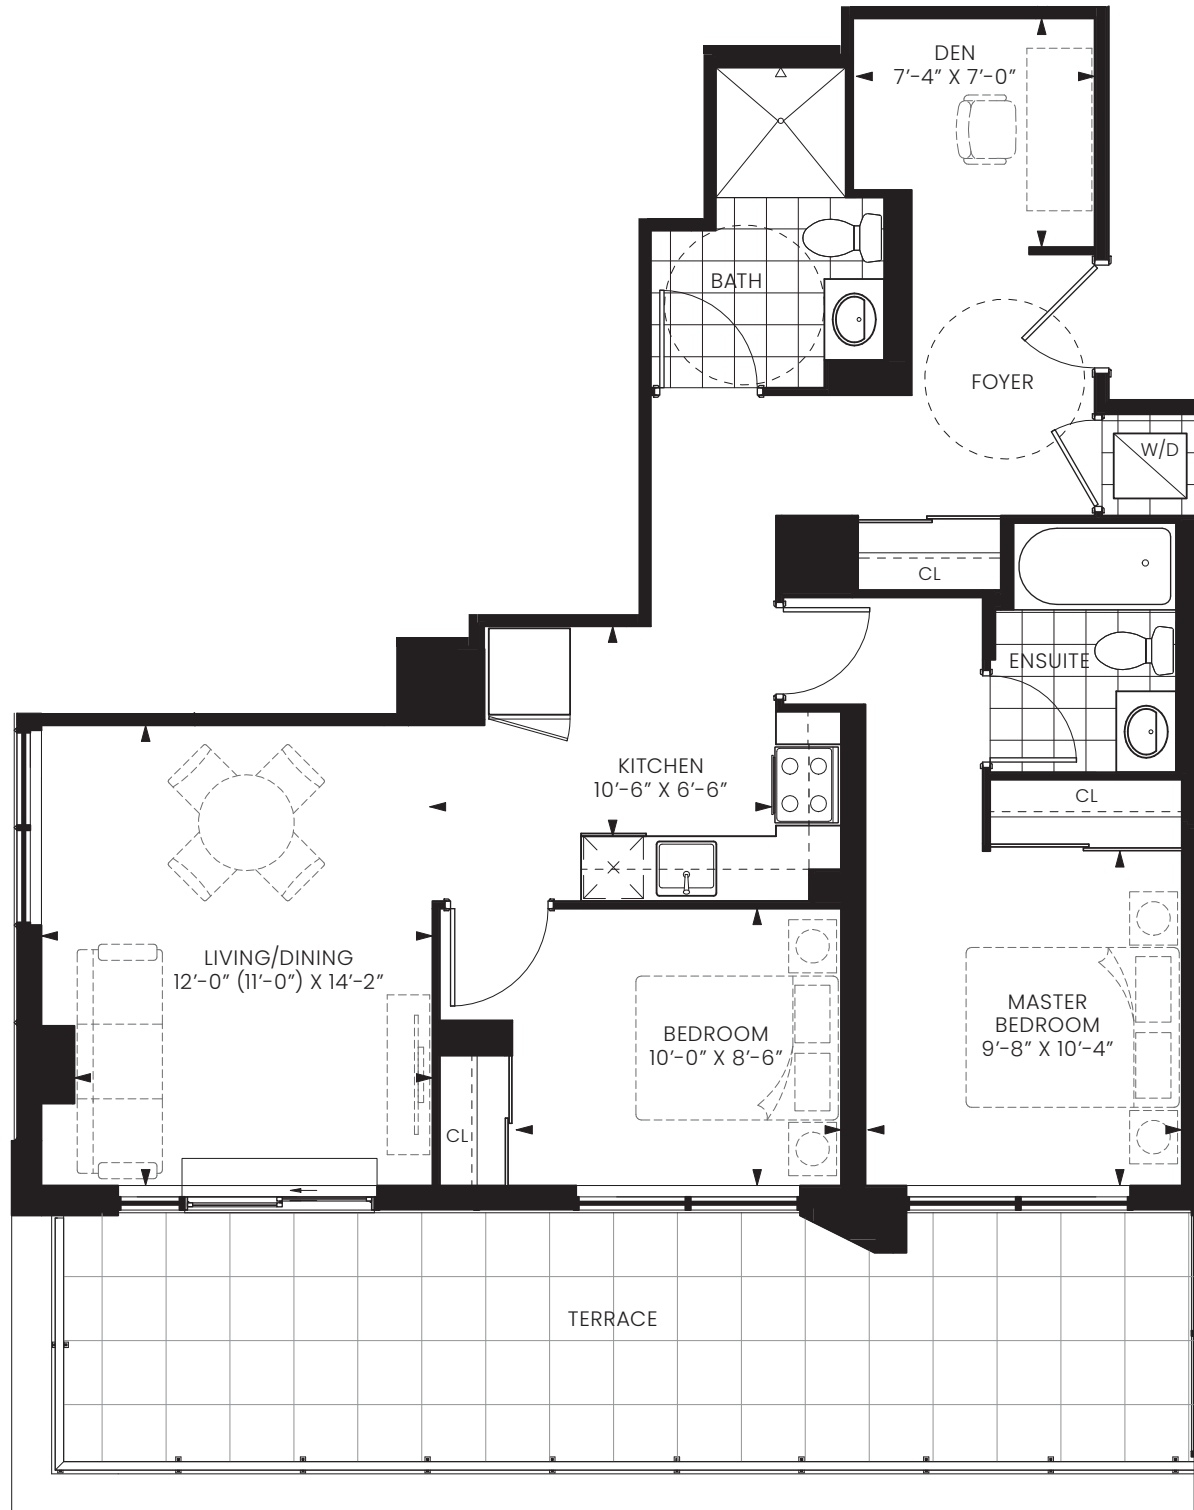 DEN
7’-4” X 7’-0”
BATH
FOYER
W/D
CL
ENSUITE
KITCHEN
10’-6” X 6’-6”
CL
LIVING/DINING
12’-0” (11’-0”) X 14’-2”
MASTER
BEDROOM
9’-8” X 10’-4”
BEDROOM
10’-0” X 8’-6”
CL
TERRACE